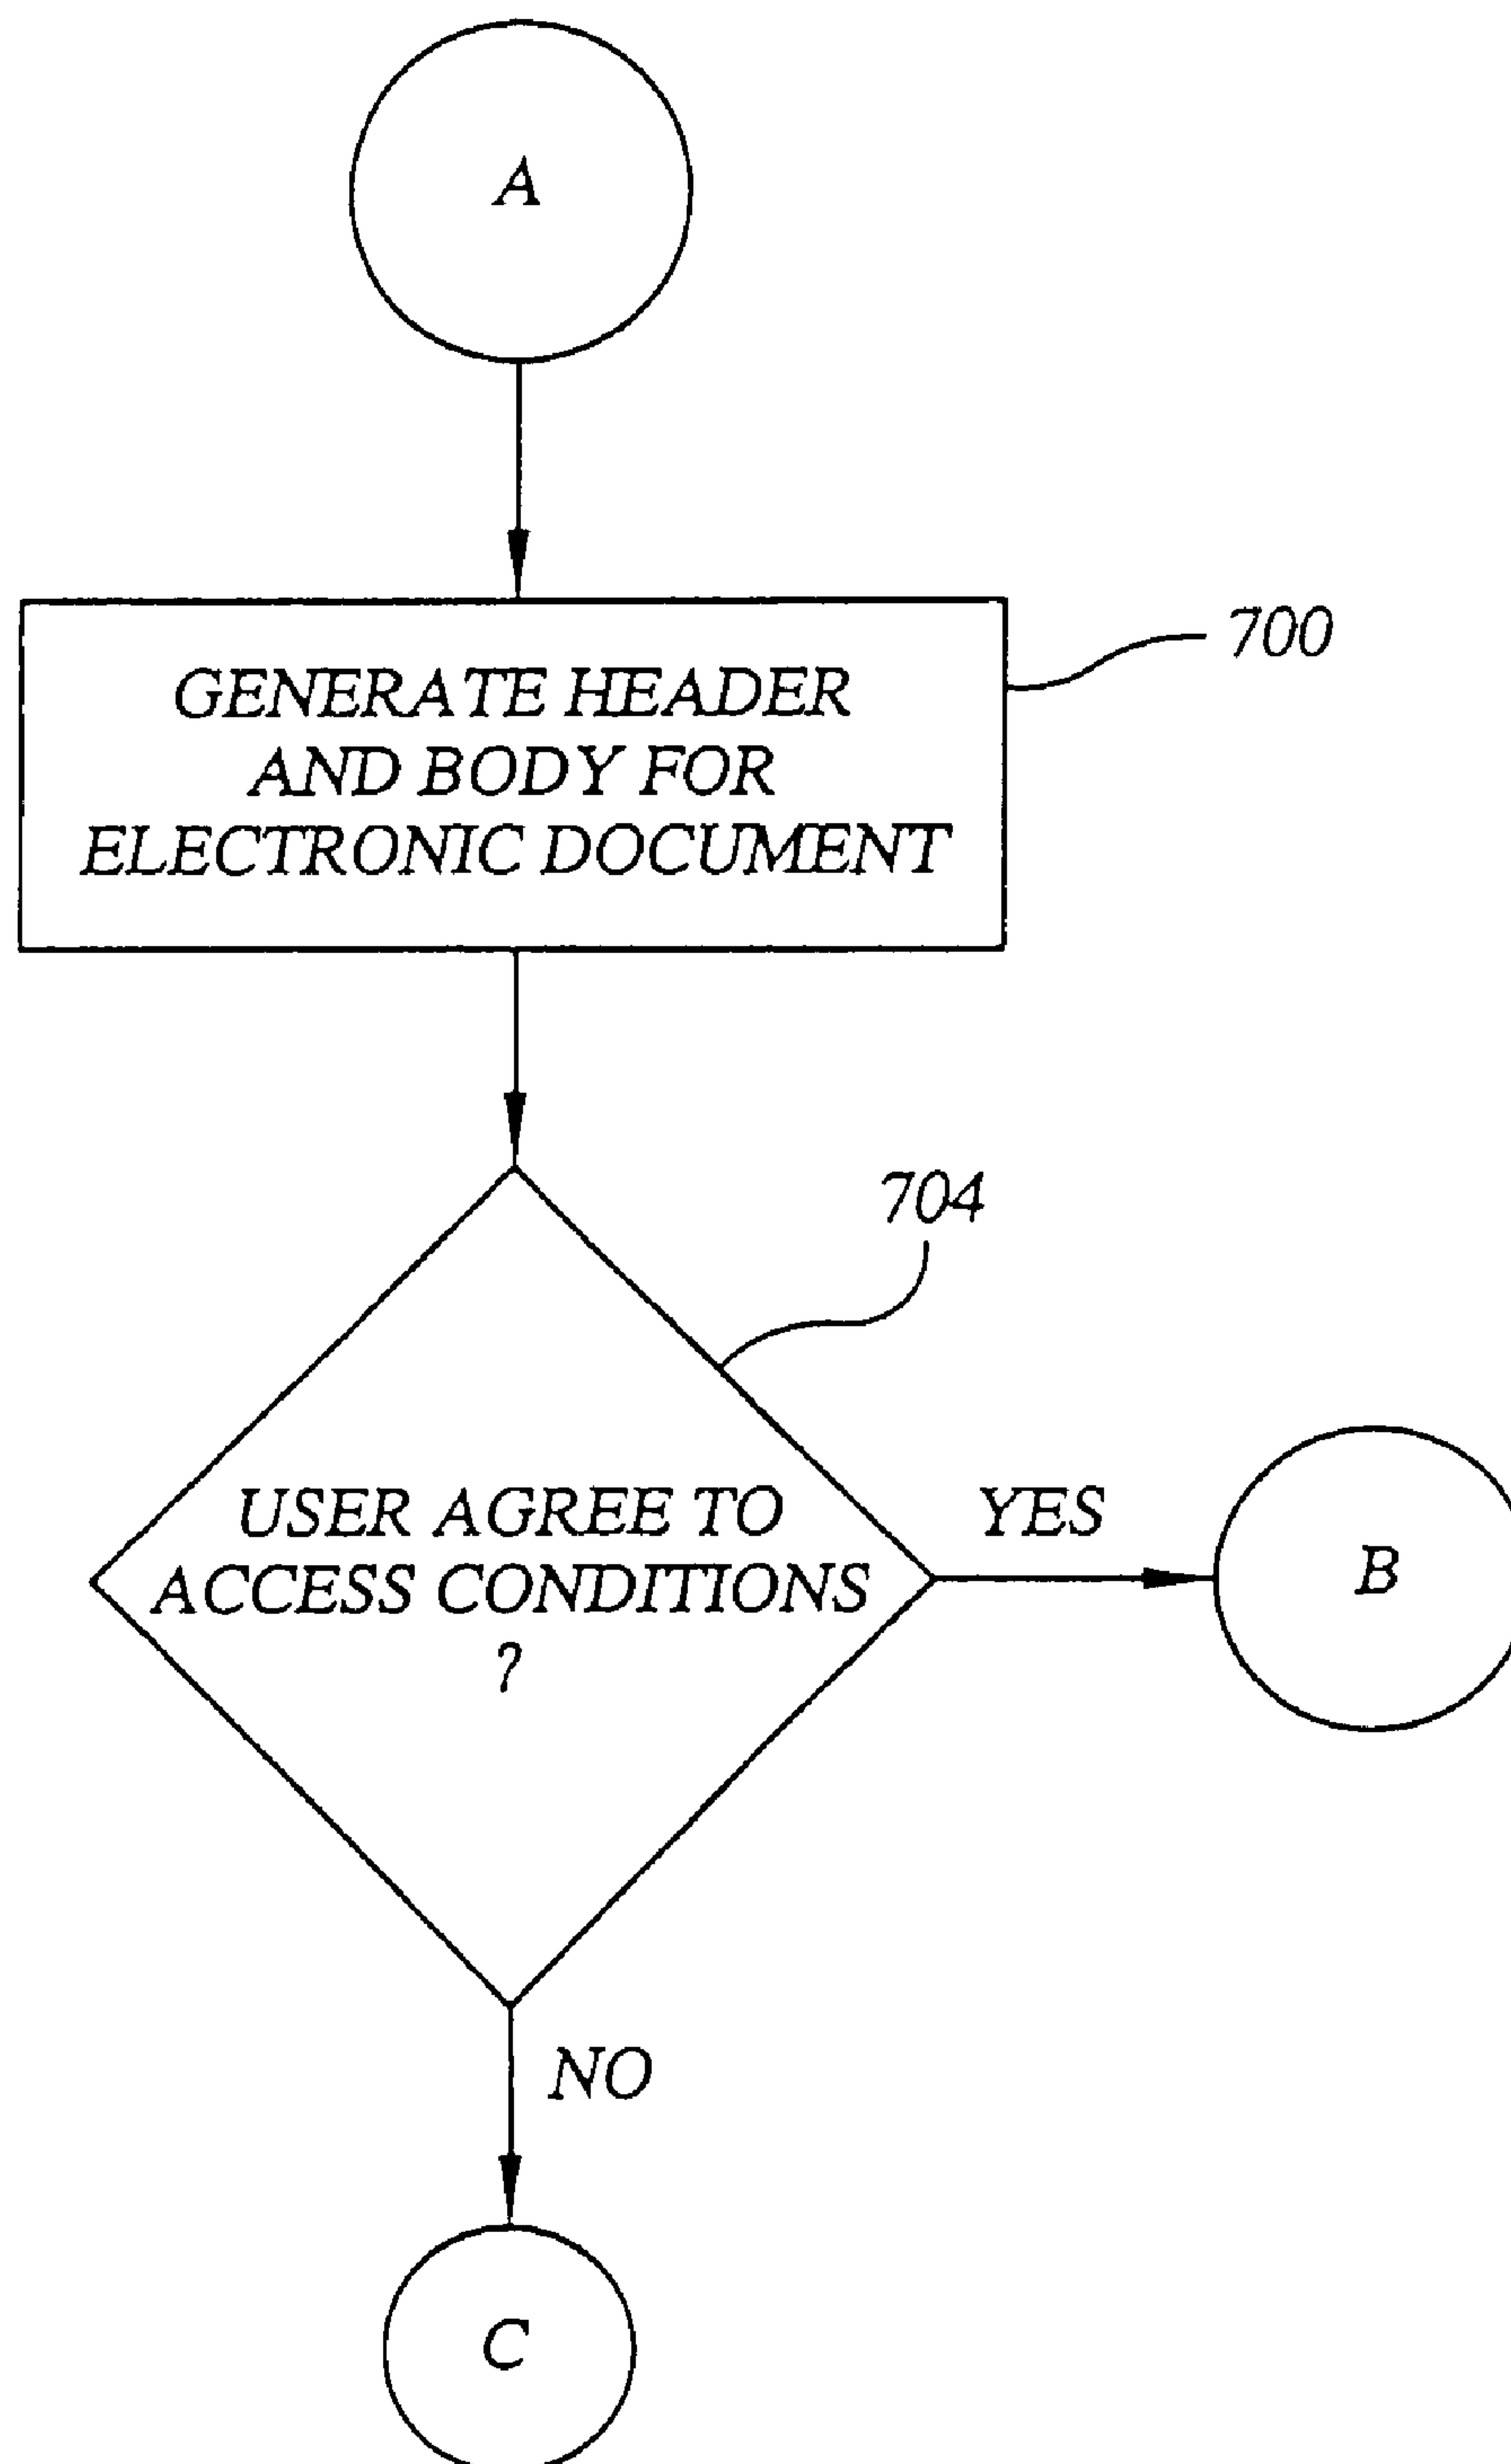 A
GENERATE HEADER
AND BODY FOR
ELECTRONIC DOCUMENT
700
704
USER AGREE TO
ACCESS CONDITIONS
?
YES
B
NO
C